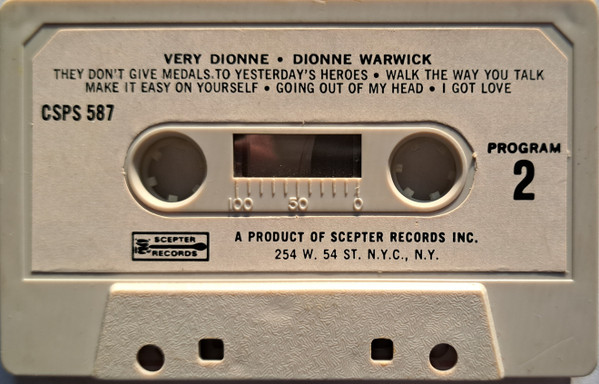 VERY DIONNE • DIONNE WARWICK
THEY DON'T GIVE MEDALS.TO YESTERDAY'S HEROES • WALK THE WAY YOU TALK
MAKE IT EASY ON YOURSELF • GOING OUT OF MY HEAD • I GOT LOVE
CSPS 587
PROGRAM
2
100 50 0
SCEPTER
RECORDS
A PRODUCT OF SCEPTER RECORDS INC.
254 W. 54 ST. N.Y.C., N.Y.